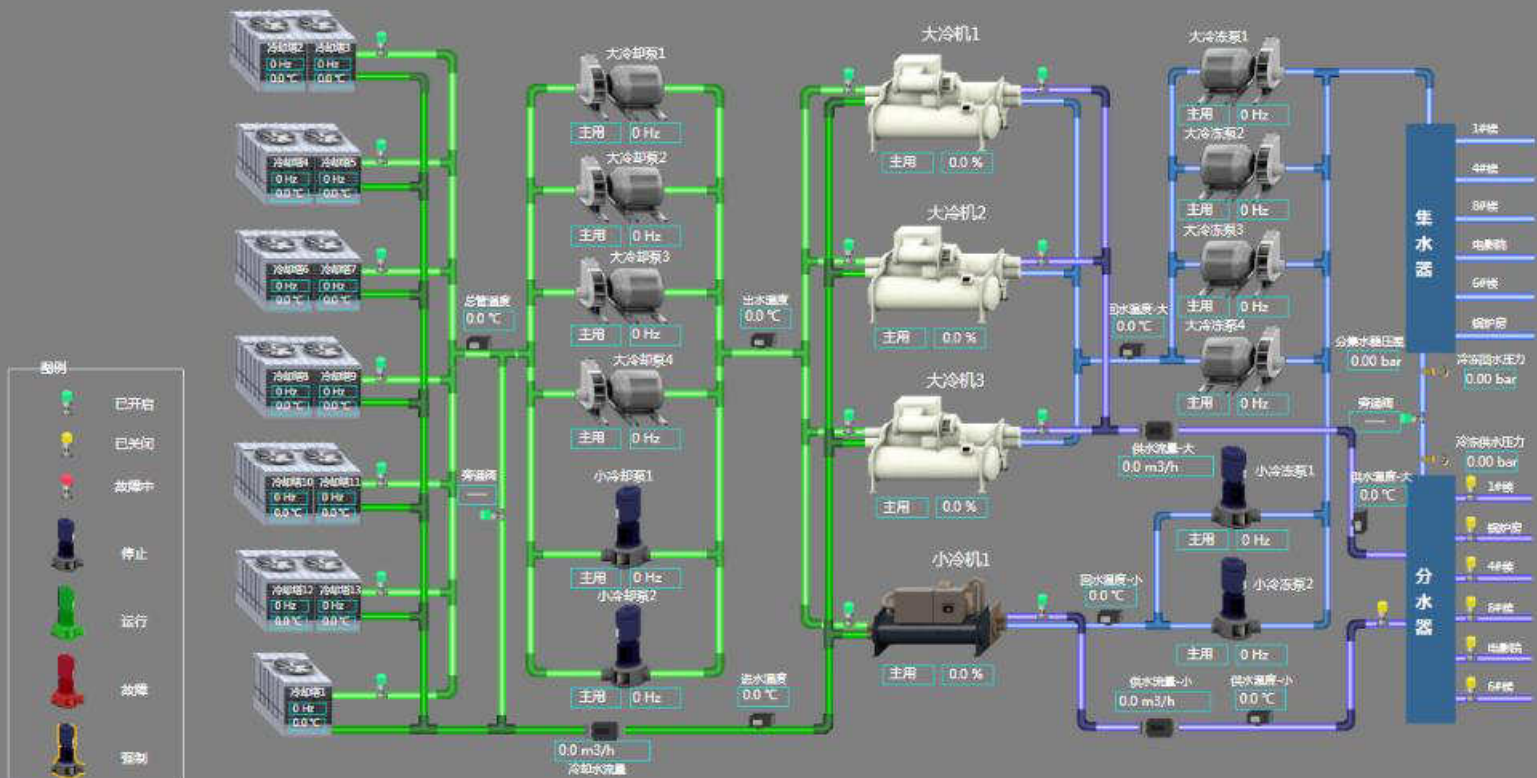 冷却塔2 冷却塔3
0 Hz 0 Hz
0.0 ℃ 0.0 ℃
冷却塔4 冷却塔5
0 Hz 0 Hz
0.0 ℃ 0.0 ℃
冷却塔6 冷却塔7
0 Hz 0 Hz
0.0 ℃ 0.0 ℃
冷却塔8 冷却塔9
0 Hz 0 Hz
0.0 ℃ 0.0 ℃
冷却塔10 冷却塔11
0 Hz 0 Hz
0.0 ℃ 0.0 ℃
冷却塔12 冷却塔13
0 Hz 0 Hz
0.0 ℃ 0.0 ℃
冷却塔1
0 Hz
0.0 ℃
图例
已开启
已关闭
故障中
停止
运行
故障
强制
总管温度
0.0 ℃
旁通阀
大冷却泵1
主用 0 Hz
大冷却泵2
主用 0 Hz
大冷却泵3
主用 0 Hz
大冷却泵4
主用 0 Hz
小冷却泵1
主用 0 Hz
小冷却泵2
主用 0 Hz
0.0 m3/h
冷却水流量
出水温度
0.0 ℃
进水温度
0.0 ℃
大冷机1
主用 0.0 %
大冷机2
主用 0.0 %
大冷机3
主用 0.0 %
小冷机1
主用 0.0 %
回水温度-大
0.0 ℃
供水流量-大
0.0 m3/h
回水温度-小
0.0 ℃
供水流量-小
0.0 m3/h
供水温度-小
0.0 ℃
大冷冻泵1
主用 0 Hz
大冷冻泵2
主用 0 Hz
大冷冻泵3
主用 0 Hz
大冷冻泵4
主用 0 Hz
小冷冻泵1
主用 0 Hz
小冷冻泵2
主用 0 Hz
分集水器压差
0.00 bar
旁通阀
供水温度-大
0.0 ℃
集水器
1#楼
4#楼
8#楼
电影院
6#楼
锅炉房
冷冻回水压力
0.00 bar
冷冻供水压力
0.00 bar
分水器
1#楼
锅炉房
4#楼
8#楼
电影院
6#楼